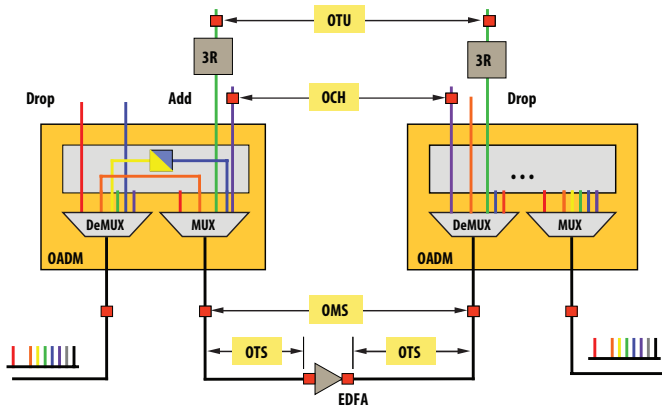 OTU
3R
3R
Drop
Add
OCH
Drop
...
DeMUX
MUX
DeMUX
MUX
OADM
OADM
OMS
OTS
OTS
EDFA